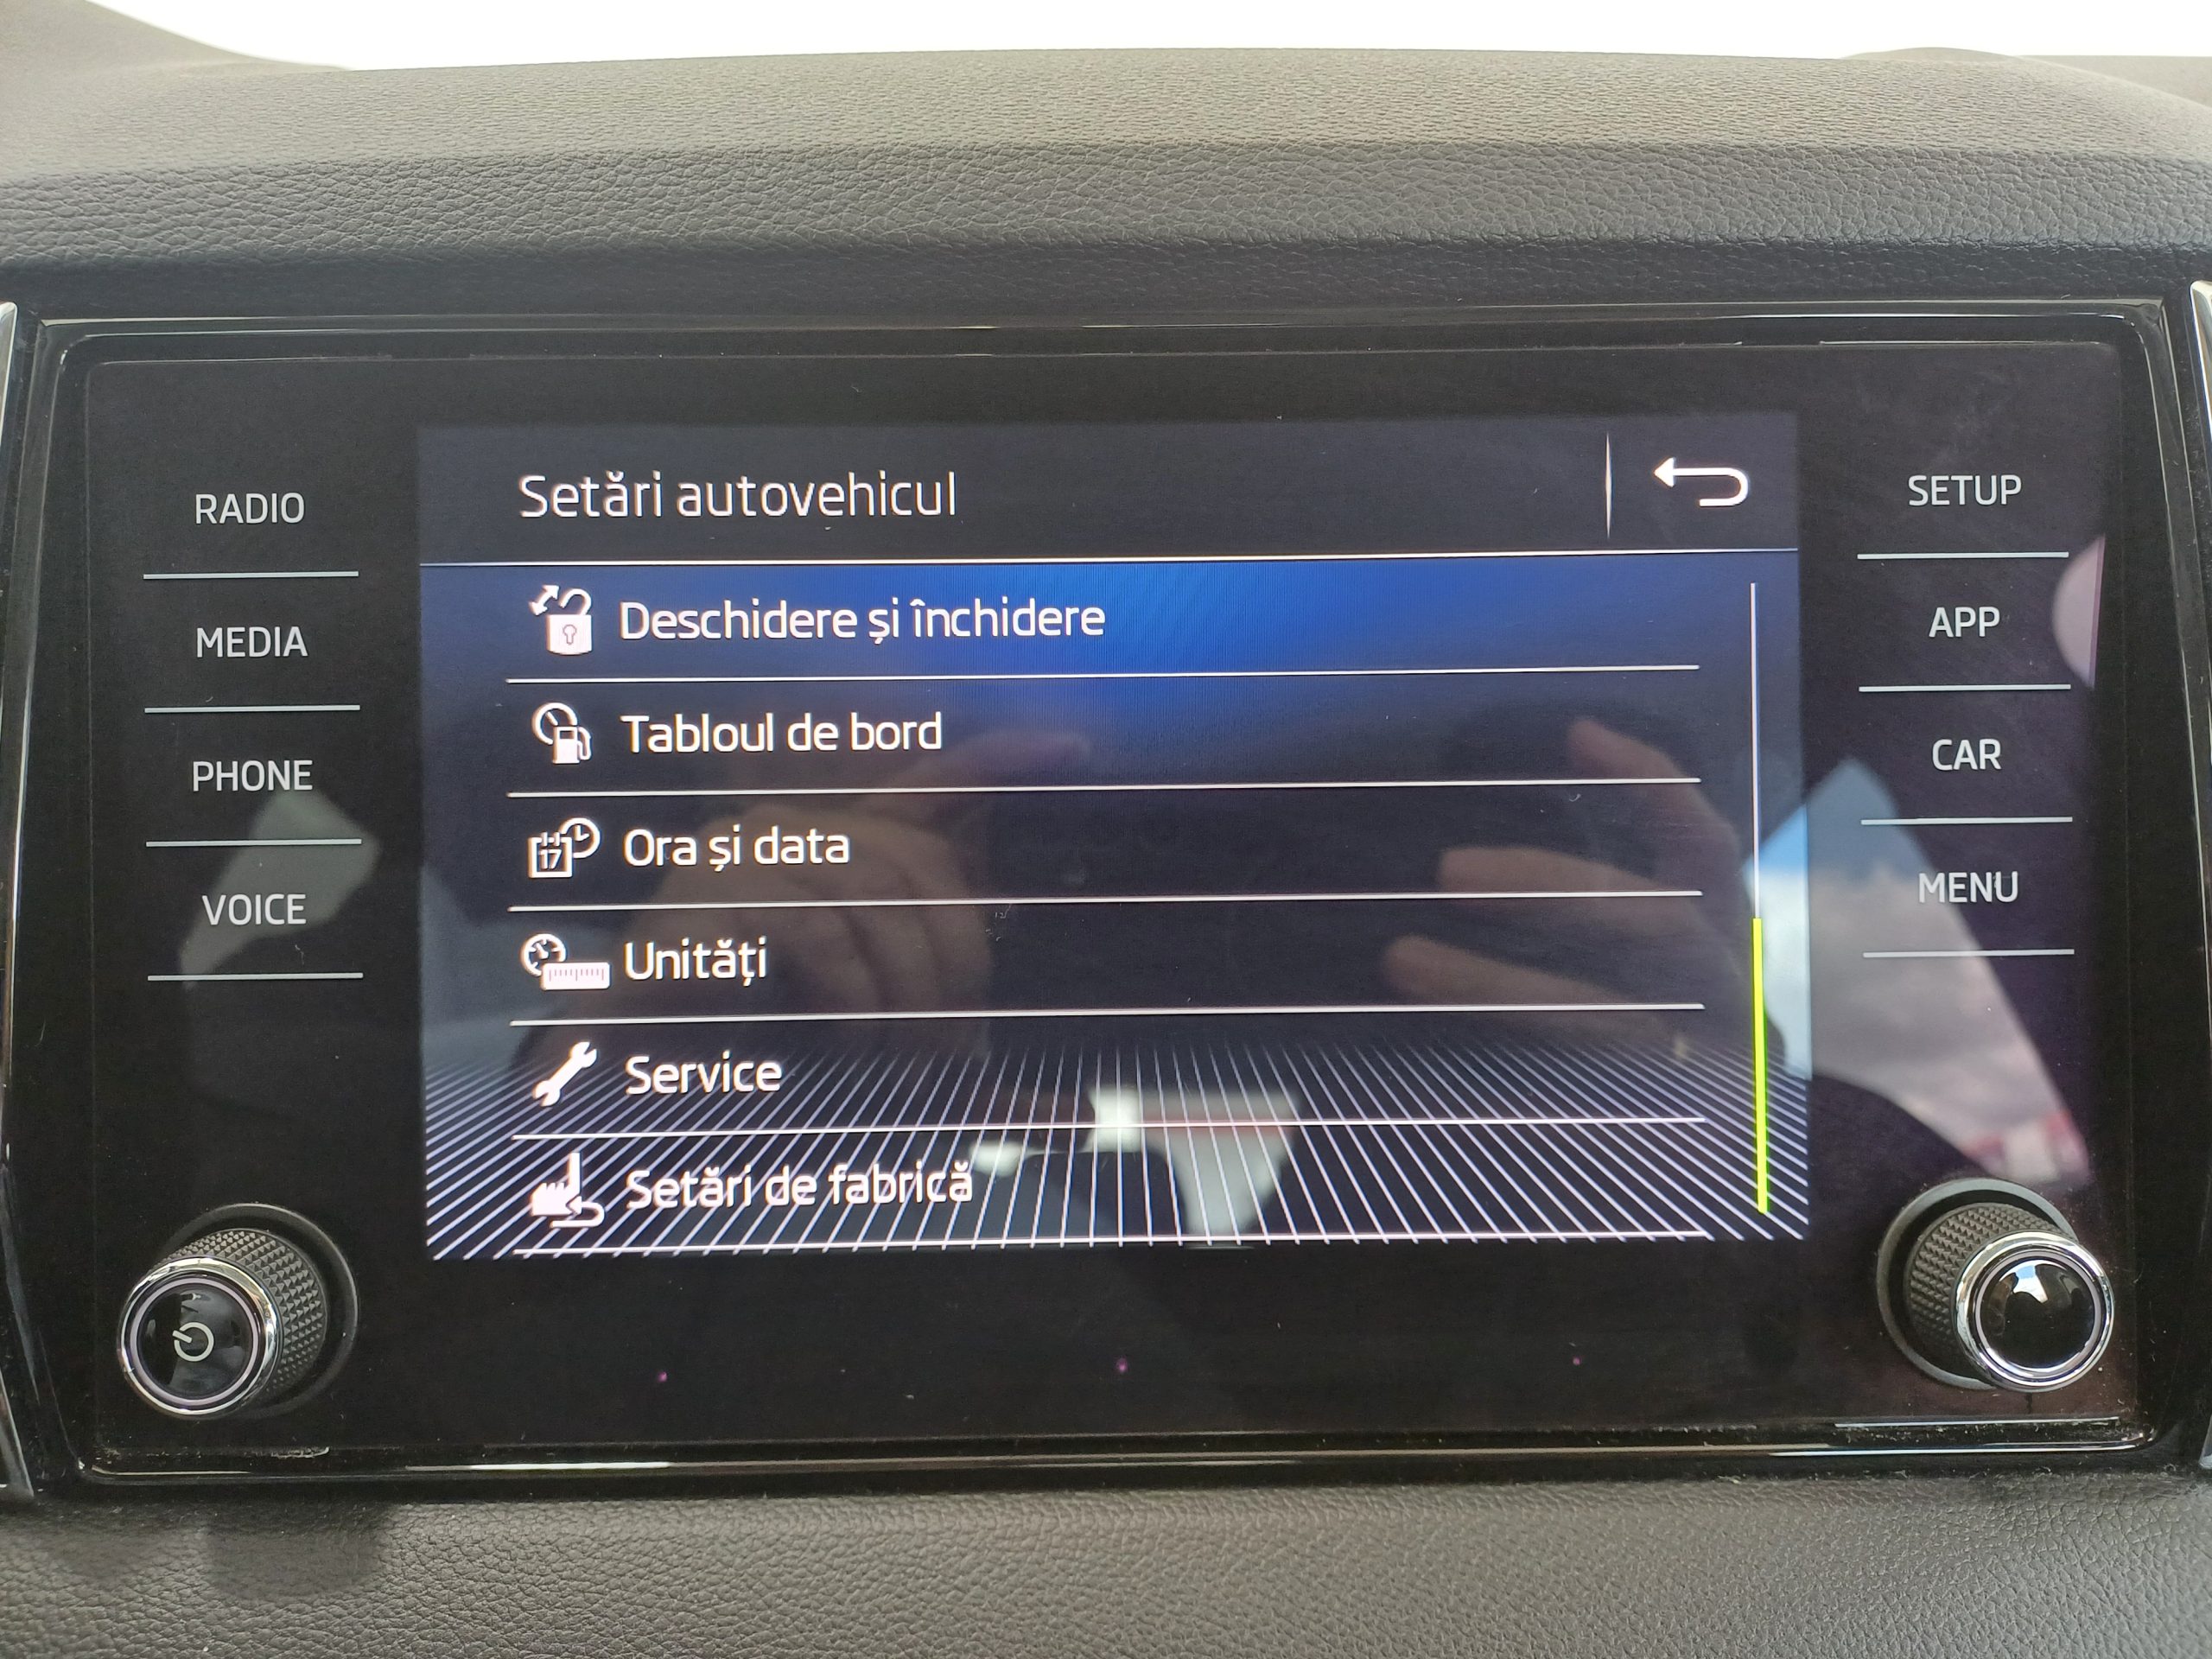 RADIO
MEDIA
PHONE
VOICE
Setări autovehicul
Deschidere și închidere
Tabloul de bord
Ora și data
17
Unități
Service
Setări de fabrică
SETUP
APP
CAR
MENU